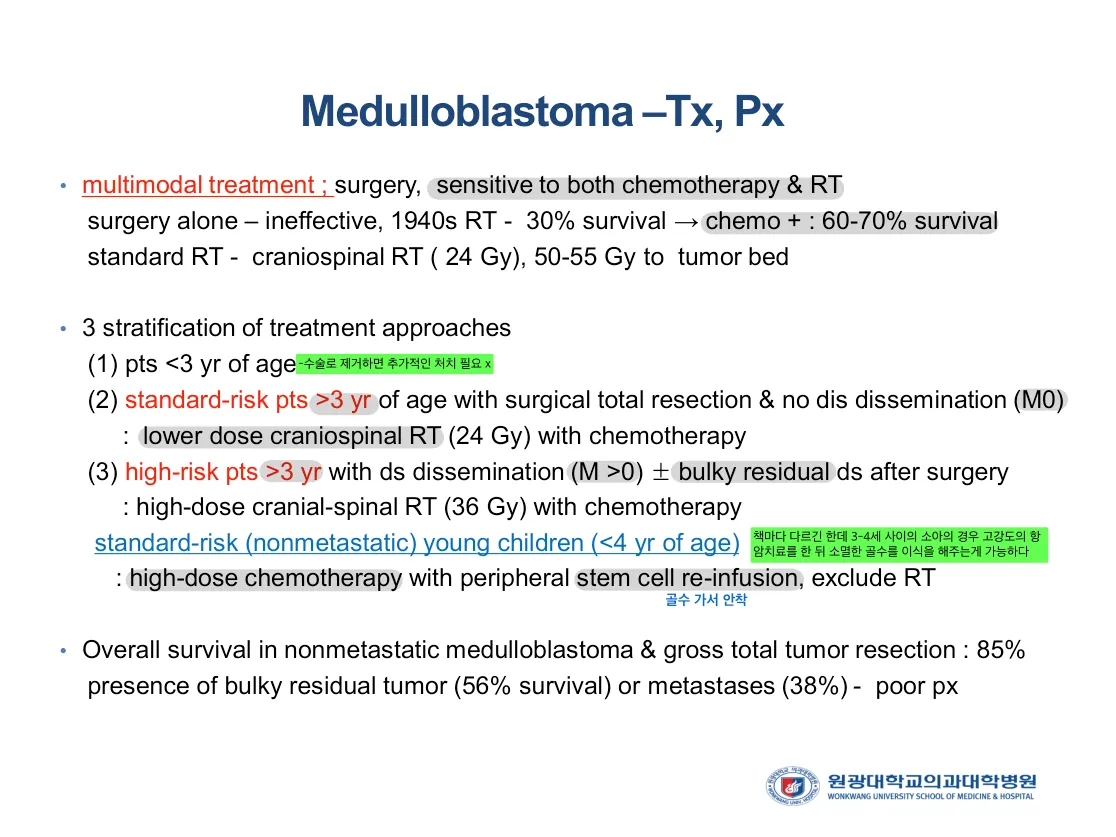 Medulloblastoma –Tx, Px
• multimodal treatment ; surgery, sensitive to both chemotherapy & RT
surgery alone – ineffective, 1940s RT - 30% survival → chemo + : 60-70% survival
standard RT - craniospinal RT ( 24 Gy), 50-55 Gy to tumor bed
• 3 stratification of treatment approaches
(1) pts <3 yr of age -수술로 제거하면 추가적인 처치 필요 x
(2) standard-risk pts >3 yr of age with surgical total resection & no dis dissemination (M0)
: lower dose craniospinal RT (24 Gy) with chemotherapy
(3) high-risk pts >3 yr with ds dissemination (M >0) ± bulky residual ds after surgery
: high-dose cranial-spinal RT (36 Gy) with chemotherapy
standard-risk (nonmetastatic) young children (<4 yr of age)
책마다 다르긴 한데 3-4세 사이의 소아의 경우 고강도의 항
암치료를 한 뒤 소멸한 골수를 이식을 해주는게 가능하다
: high-dose chemotherapy with peripheral stem cell re-infusion, exclude RT
골수 가서 안착
• Overall survival in nonmetastatic medulloblastoma & gross total tumor resection : 85%
presence of bulky residual tumor (56% survival) or metastases (38%) - poor px
원광대학교의과대학병원
WONKWANG UNIVERSITY SCHOOL OF MEDICINE & HOSPITAL